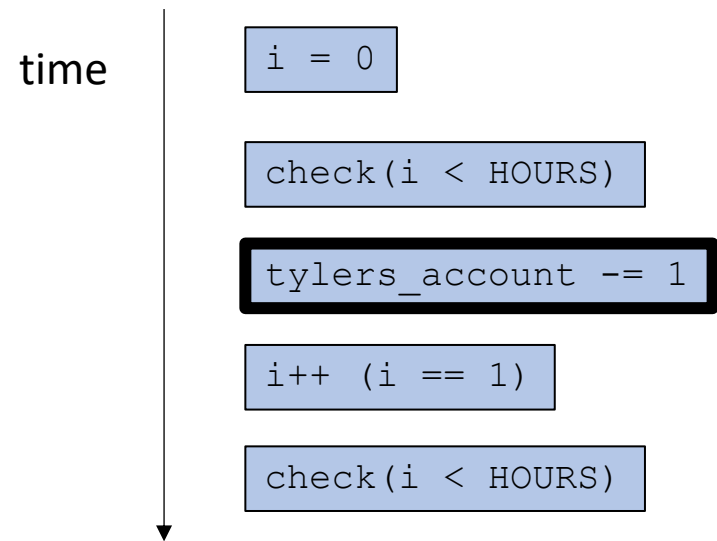 time
i = 0
check(i < HOURS)
tylers_account -= 1
i++ (i == 1)
check(i < HOURS)